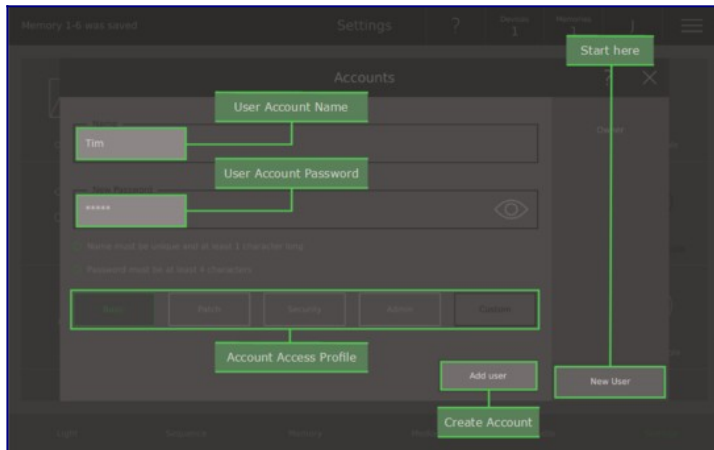 Memory 1-6 was saved
Settings
?
Devices
1
Memories
1
Start here
Accounts
?
User Account Name
Name
Tim
Owner
User Account Password
New Password
*****
Name must be unique and at least 1 character long
Password must be at least 4 characters
Basic
Patch
Security
Admin
Custom
Account Access Profile
Add user
New User
Create Account
Light
Sequence
Memory